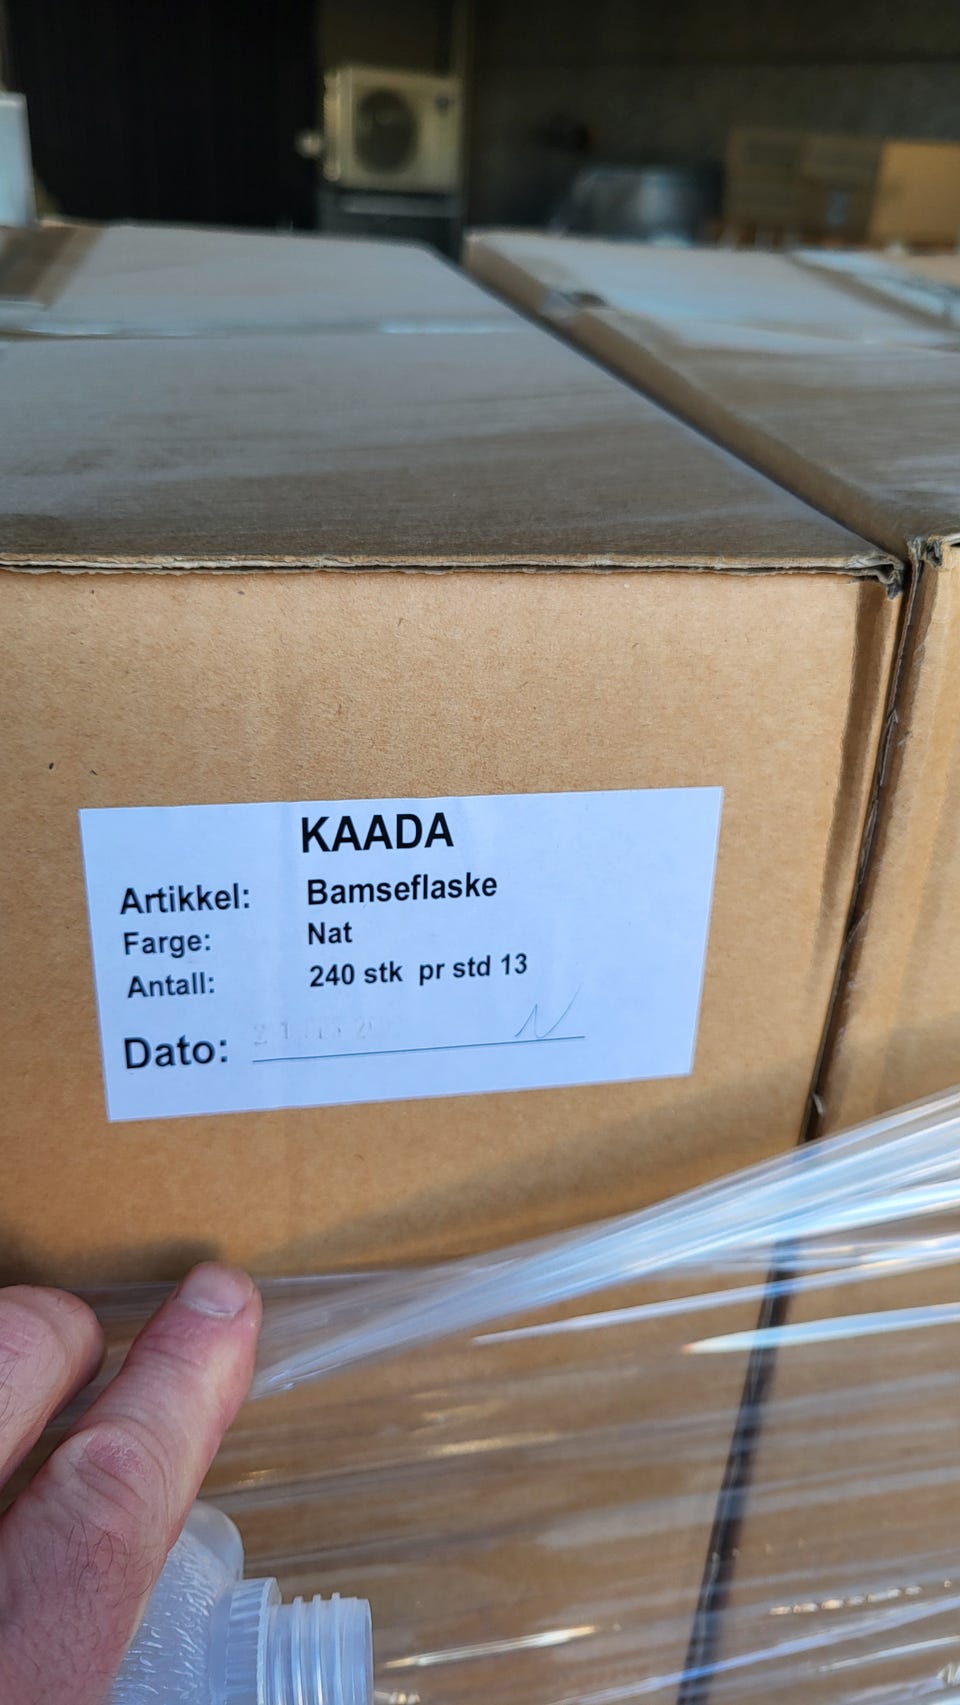 KAADA
Artikkel: Bamseflaske
Farge: Nat
Antall: 240 stk pr std 13
Dato: